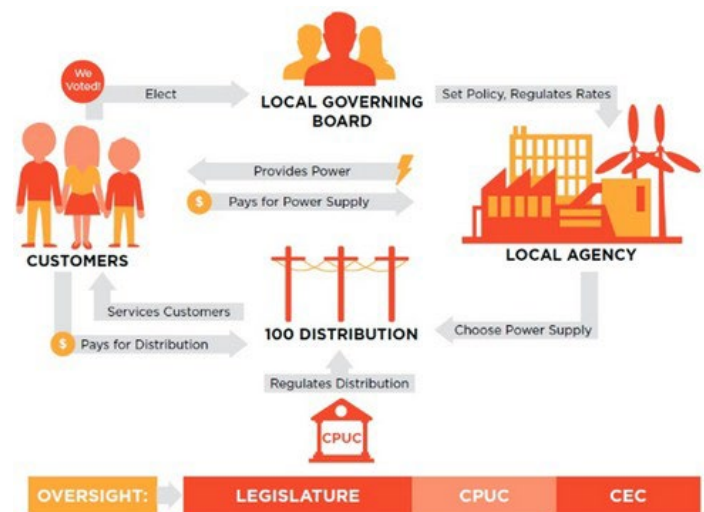 We
Voted!
Elect
LOCAL GOVERNING
BOARD
Set Policy, Regulates Rates
Provides Power
$ Pays for Power Supply
CUSTOMERS
LOCAL AGENCY
Services Customers
100 DISTRIBUTION
Choose Power Supply
$ Pays for Distribution
Regulates Distribution
CPUC
OVERSIGHT: LEGISLATURE CPUC CEC